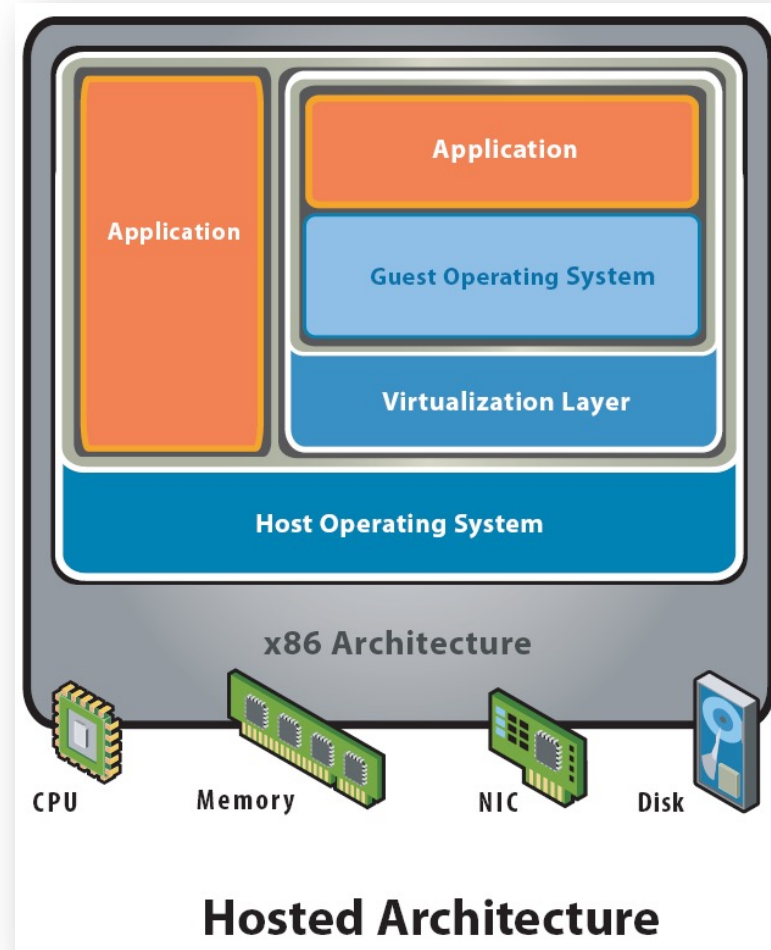 Application
Application
Guest Operating System
Virtualization Layer
Host Operating System
x86 Architecture
CPU
Memory
NIC
Disk
Hosted Architecture